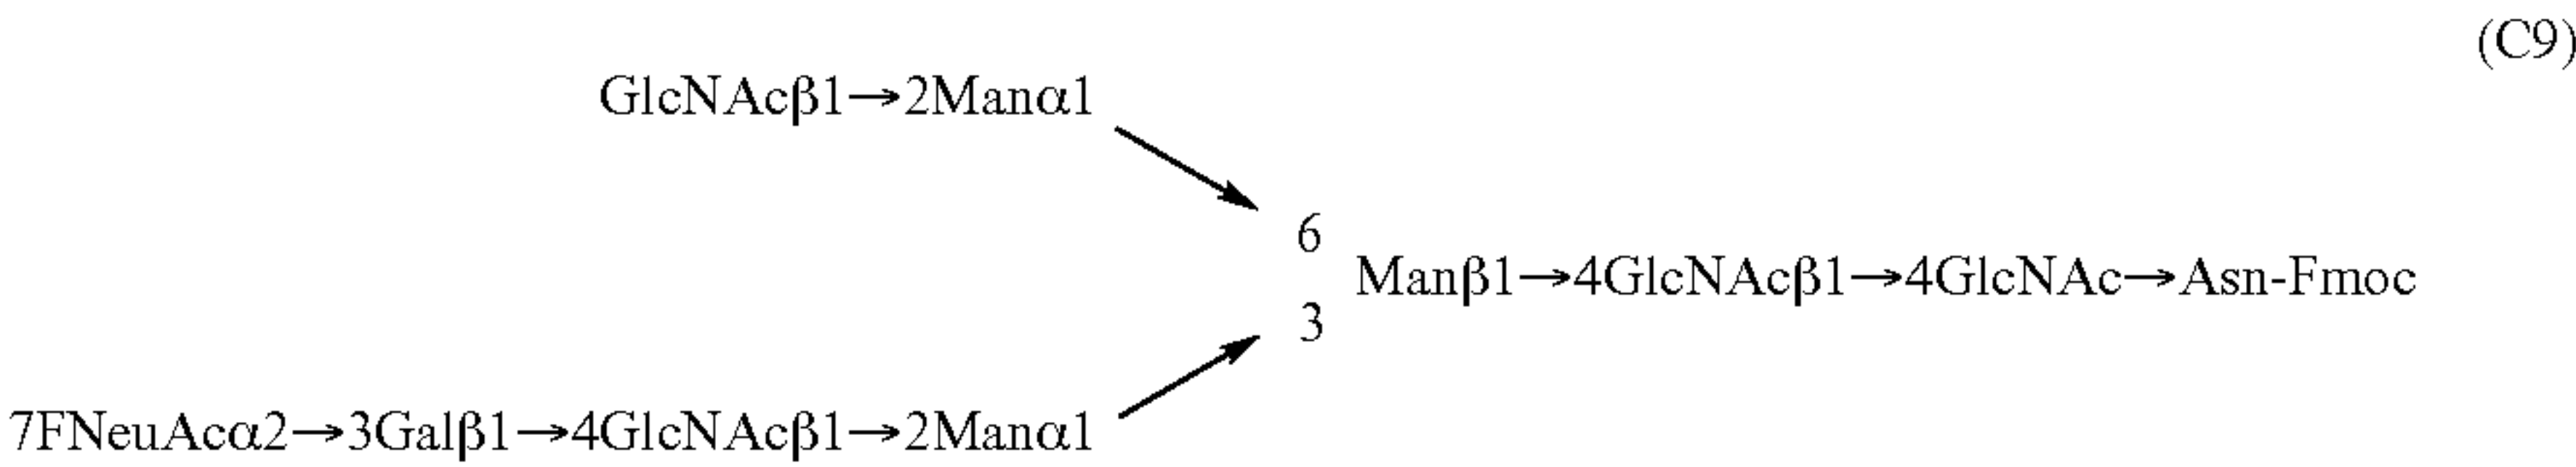 (C9)
GlcNAcβ1→2Manα1
6
Manβ1→4GlcNAcβ1→4GlcNAc→Asn-Fmoc
3
7FNeuAcα2→3Galβ1→4GlcNAcβ1→2Manα1